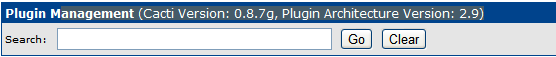 Plugin Management (Cacti Version: 0.8.7g, Plugin Architecture Version: 2.9)
Search: Go Clear